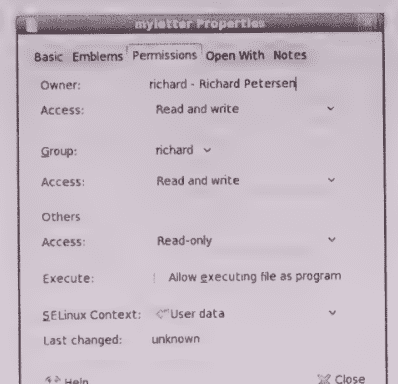 myletter Properties
Basic Emblems Permissions Open With Notes
Owner: richard - Richard Petersen
Access: Read and write
Group: richard
Access: Read and write
Others
Access: Read-only
Execute: Allow executing file as program
SELinux Context: User data
Last changed: unknown
Help Close